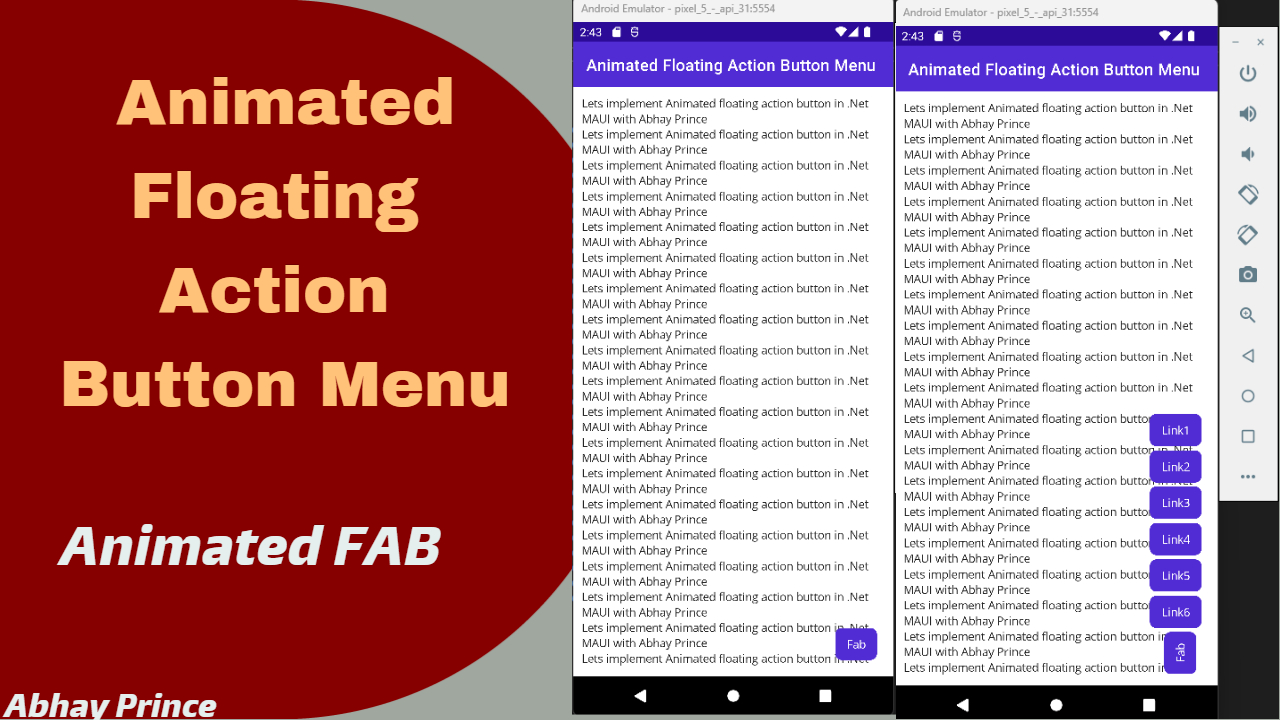 Animated
Floating
Action
Button Menu
Animated FAB
Abhay Prince
Android Emulator - pixel_5_-_api_31:5554
2:43
Animated Floating Action Button Menu
Lets implement Animated floating action button in .Net
MAUI with Abhay Prince
Lets implement Animated floating action button in .Net
MAUI with Abhay Prince
Lets implement Animated floating action button in .Net
MAUI with Abhay Prince
Lets implement Animated floating action button in .Net
MAUI with Abhay Prince
Lets implement Animated floating action button in .Net
MAUI with Abhay Prince
Lets implement Animated floating action button in .Net
MAUI with Abhay Prince
Lets implement Animated floating action button in .Net
MAUI with Abhay Prince
Lets implement Animated floating action button in .Net
MAUI with Abhay Prince
Lets implement Animated floating action button in .Net
MAUI with Abhay Prince
Lets implement Animated floating action button in .Net
MAUI with Abhay Prince
Lets implement Animated floating action button in .Net
MAUI with Abhay Prince
Lets implement Animated floating action button in .Net
MAUI with Abhay Prince
Lets implement Animated floating action button in .Net
MAUI with Abhay Prince
Lets implement Animated floating action button in .Net
MAUI with Abhay Prince
Lets implement Animated floating action button in .Net
MAUI with Abhay Prince
Lets implement Animated floating action button in .Net
MAUI with Abhay Prince
Lets implement Animated floating action button in .Net
MAUI with Abhay Prince
Lets implement Animated floating action button in .Net
MAUI with Abhay Prince
Lets implement Animated floating action button in .Net
Fab
Android Emulator - pixel_5_-_api_31:5554
2:43
Animated Floating Action Button Menu
Lets implement Animated floating action button in .Net
MAUI with Abhay Prince
Lets implement Animated floating action button in .Net
MAUI with Abhay Prince
Lets implement Animated floating action button in .Net
MAUI with Abhay Prince
Lets implement Animated floating action button in .Net
MAUI with Abhay Prince
Lets implement Animated floating action button in .Net
MAUI with Abhay Prince
Lets implement Animated floating action button in .Net
MAUI with Abhay Prince
Lets implement Animated floating action button in .Net
MAUI with Abhay Prince
Lets implement Animated floating action button in .Net
MAUI with Abhay Prince
Lets implement Animated floating action button in .Net
MAUI with Abhay Prince
Lets implement Animated floating action button in .Net
MAUI with Abhay Prince
Lets implement Animated floating action
MAUI with Abhay Prince
Lets implement Animated floating action button in .Net
MAUI with Abhay Prince
Lets implement Animated floating action
MAUI with Abhay Prince
Lets implement Animated floating action
MAUI with Abhay Prince
Lets implement Animated floating action
MAUI with Abhay Prince
Lets implement Animated floating action
MAUI with Abhay Prince
Lets implement Animated floating action
MAUI with Abhay Prince
Lets implement Animated floating action button
MAUI with Abhay Prince
Lets implement Animated floating action button in
Link1
Link2
Link3
Link4
Link5
Link6
Fab